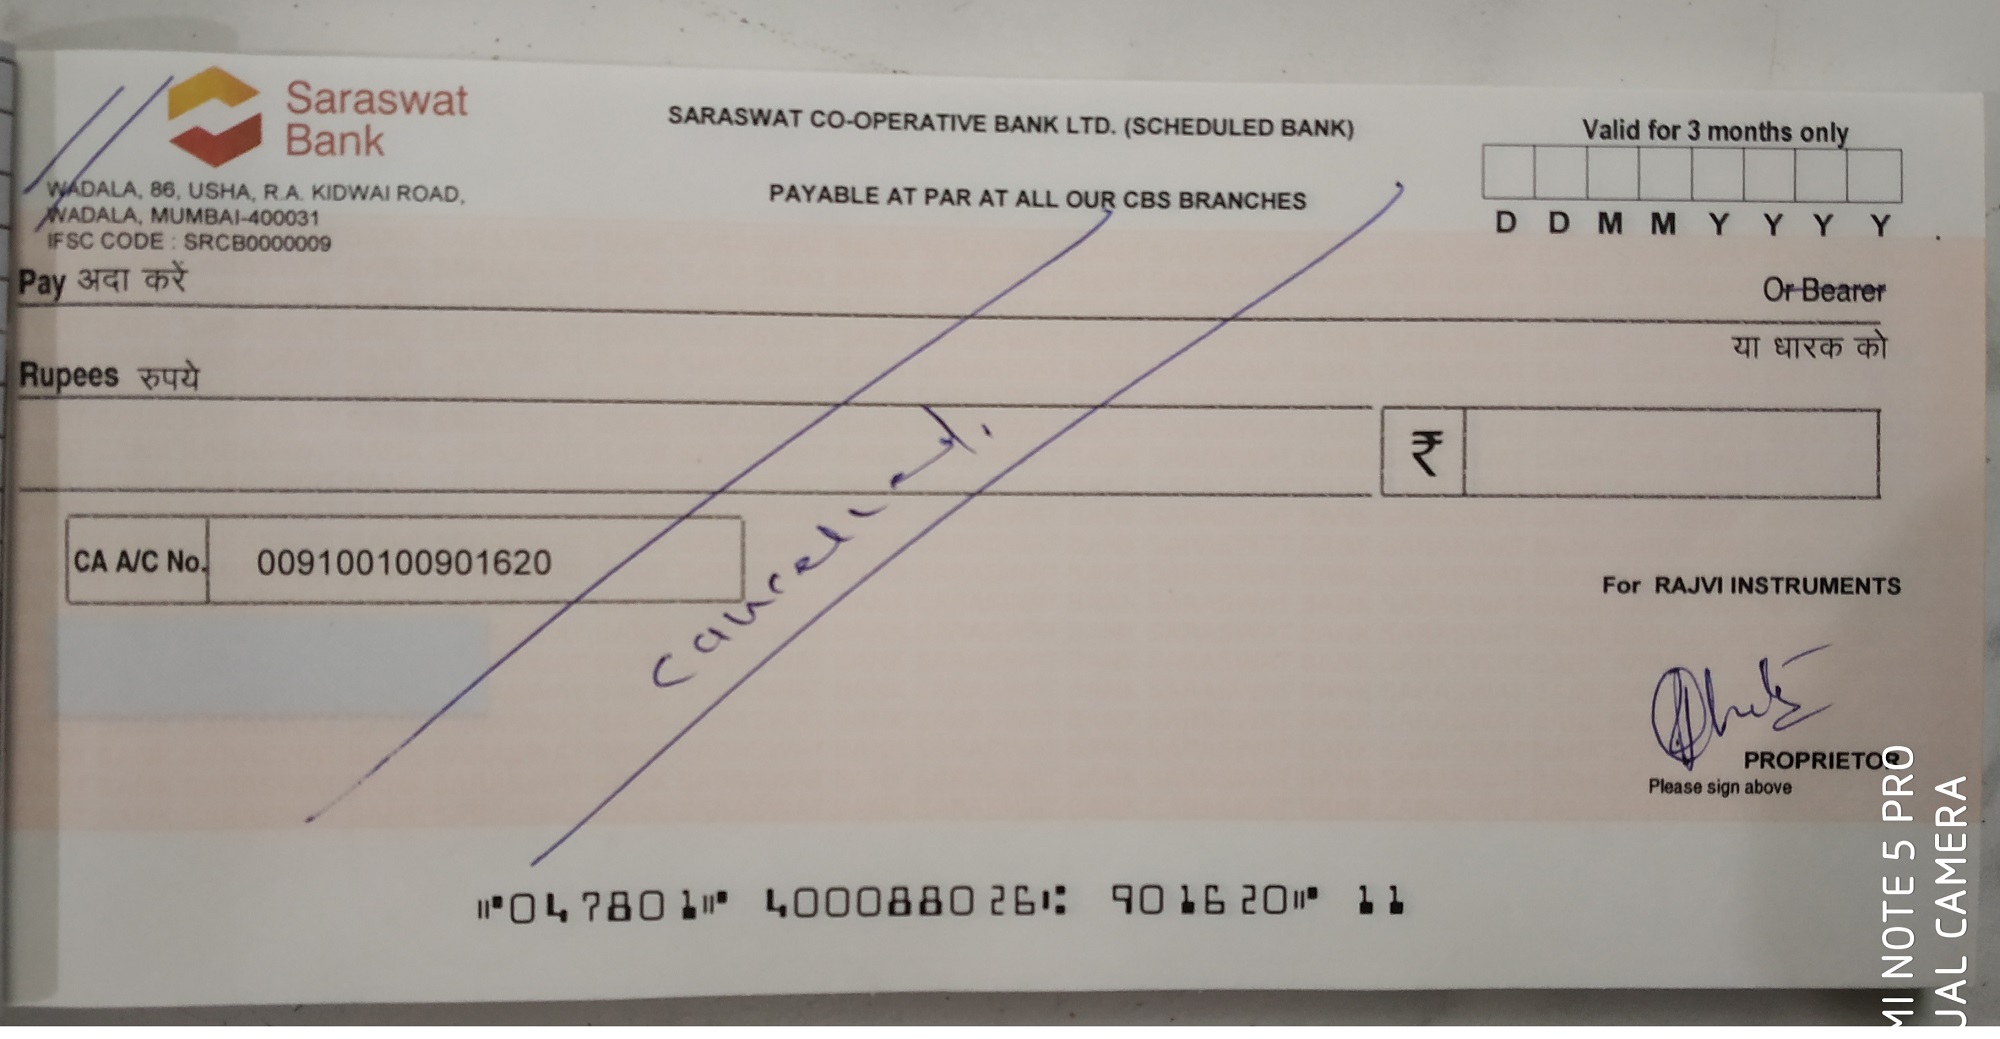 Saraswat
Bank
SARASWAT CO-OPERATIVE BANK LTD. (SCHEDULED BANK)
Valid for 3 months only
WADALA, 86, USHA, R.A. KIDWAI ROAD,
WADALA, MUMBAI-400031
IFSC CODE : SRCB0000009
PAYABLE AT PAR AT ALL OUR CBS BRANCHES
D D M M Y Y Y Y
Pay अदा करें
Or Bearer
या धारक को
Rupees रुपये
₹
CA A/C No. 009100100901620
Cancelled.
For RAJVI INSTRUMENTS
PROPRIETOR
Please sign above
⑈047801⑈ 400088026⑆ 901620⑈ 11
MI NOTE 5 PRO
UAL CAMERA